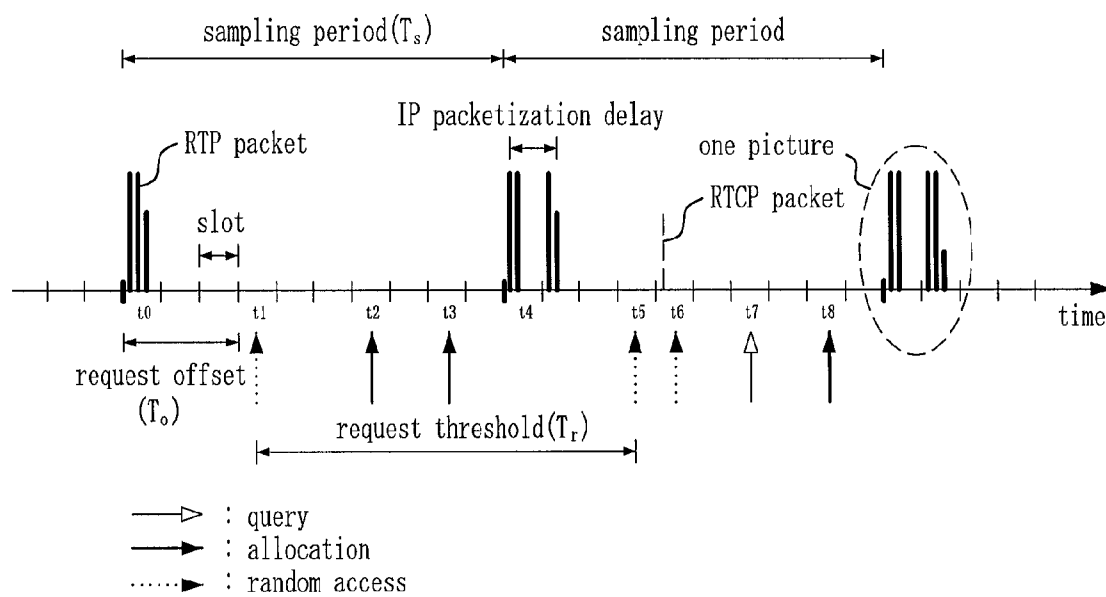 sampling period(Ts)
sampling period
IP packetization delay
RTP packet
one picture
RTCP packet
slot
t0
t1
t2
t3
t4
t5
t6
t7
t8
time
request offset
(To)
request threshold(Tr)
: query
: allocation
: random access